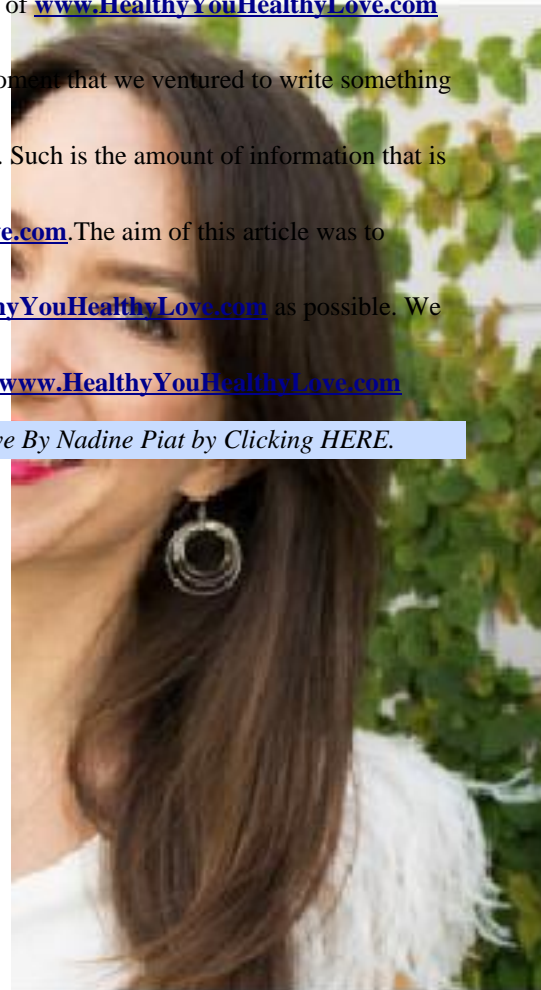 of www.HealthyYouHealthyLove.com
that we ventured to write something
. Such is the amount of information that is
e.com.The aim of this article was to
hyYouHealthyLove.com as possible. We
www.HealthyYouHealthyLove.com
ve By Nadine Piat by Clicking HERE.